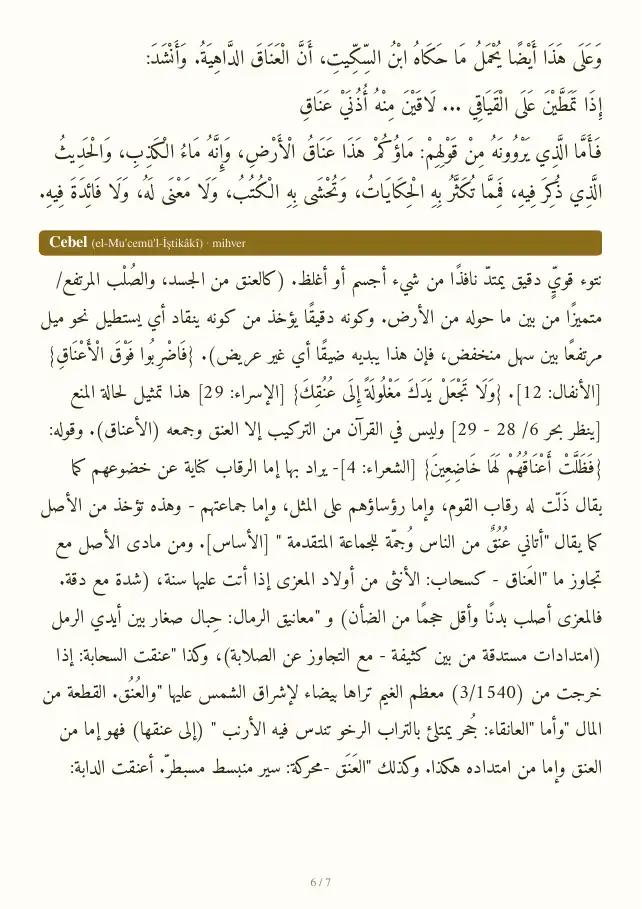 وَعَلَى هَذَا أَيْضًا يُحْمَلُ مَا حَكَاهُ ابْنُ السِّكِّيتِ، أَنَّ الْعَنَاقَ الدَّاهِيَةُ. وَأَنْشَدَ:
إِذَا تَمَطَّيْنَ عَلَى الْقَيَاقِي ... لَاقَيْنَ مِنْهُ أُذُنَيْ عَنَاقِ
فَأَمَّا الَّذِي يَرْوُونَهُ مِنْ قَوْلِهِمْ: مَاؤُكُمْ هَذَا عَنَاقُ الْأَرْضِ، وَإِنَّهُ مَاءُ الْكَذِبِ، وَالْحَدِيثُ
الَّذِي ذُكِرَ فِيهِ، فَمِمَّا تُكَثَّرُ بِهِ الْحِكَايَاتُ، وَتُحْشَى بِهِ الْكُتُبُ، وَلَا مَعْنَى لَهُ، وَلَا فَائِدَةَ فِيهِ.
Cebel (el-Mu'cemü'l-İştikâkî) · mihver
نتوء قويّ دقيق يمتدّ نافذًا من شيء أجسم أو أغلظ. (كالعنق من الجسد، والصُلْب المرتفع/
متميزًا من بين ما حوله من الأرض. وكونه دقيقًا يؤخذ من كونه ينقاد أي يستطيل نحو ميل
مرتفعًا بين سهل منخفض، فإن هذا يبديه ضيقًا أي غير عريض). {فَاضْرِبُوا فَوْقَ الْأَعْنَاقِ}
[الأنفال: 12]. {وَلَا تَجْعَلْ يَدَكَ مَغْلُولَةً إِلَى عُنُقِكَ} [الإسراء: 29] هذا تمثيل لحالة المنع
[ينظر بحر 6/ 28 - 29] وليس في القرآن من التركيب إلا العنق وجمعه (الأعناق). وقوله:
{فَظَلَّتْ أَعْنَاقُهُمْ لَهَا خَاضِعِينَ} [الشعراء: 4]- يراد بها إما الرقاب كناية عن خضوعهم كما
يقال ذَلّت له رقاب القوم، وإما رؤساؤهم على المثل، وإما جماعتهم - وهذه تؤخذ من الأصل
كما يقال "أتاني عُنُقٌ من الناس وُجمّة للجماعة المتقدمة " [الأساس]. ومن مادى الأصل مع
تجاوز ما "العَناق - كسحاب: الأنثى من أولاد المعزى إذا أتت عليها سنة، (شدة مع دقة.
فالمعزى أصلب بدنًا وأقل حجمًا من الضأن) و "معانيق الرمال: حِبال صغار بين أيدي الرمل
(امتدادات مستدقة من بين كثيفة - مع التجاوز عن الصلابة)، وكذا "عنقت السحابة: إذا
خرجت من (3/1540) معظم الغيم تراها بيضاء لإشراق الشمس عليها "والعُنُق. القطعة من
المال "وأما "العانقاء: جُحر يمتلئ بالتراب الرخو تندس فيه الأرنب " (إلى عنقها) فهو إما من
العنق وإما من امتداده هكذا. وكذلك "العَنَق -محركة: سير منبسط مسبطرّ. أعنقت الدابة:
6 / 7